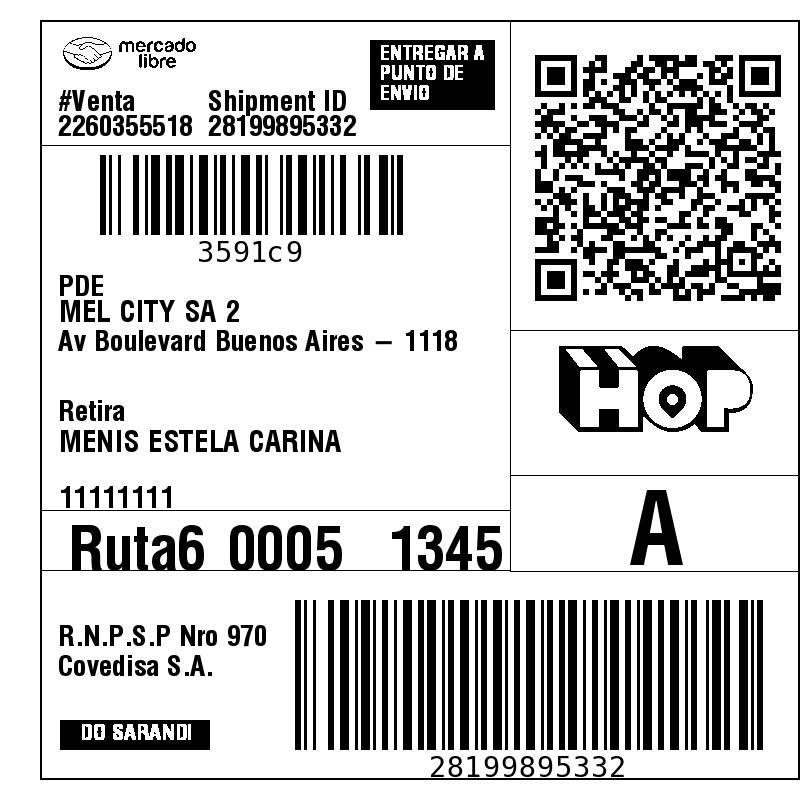 mercado
libre
ENTREGAR A
PUNTO DE
ENVIO
#Venta Shipment ID
2260355518 28199895332
3591c9
PDE
MEL CITY SA 2
Av Boulevard Buenos Aires – 1118
HOP
Retira
MENIS ESTELA CARINA
11111111
A
Ruta6 0005 1345
R.N.P.S.P Nro 970
Covedisa S.A.
DO SARANDI
28199895332